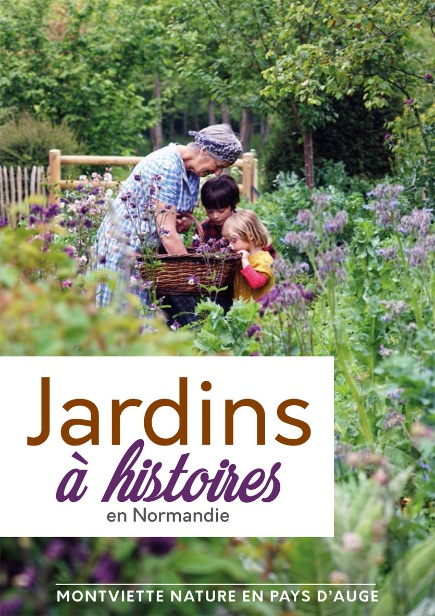 Jardins
à histoires
en Normandie
MONTVIETTE NATURE EN PAYS D'AUGE